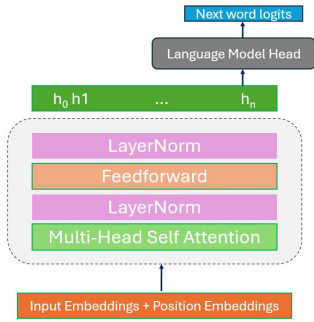 Next word logits
Language Model Head
h₀ h1 ... hₙ
LayerNorm
Feedforward
LayerNorm
Multi-Head Self Attention
Input Embeddings + Position Embeddings